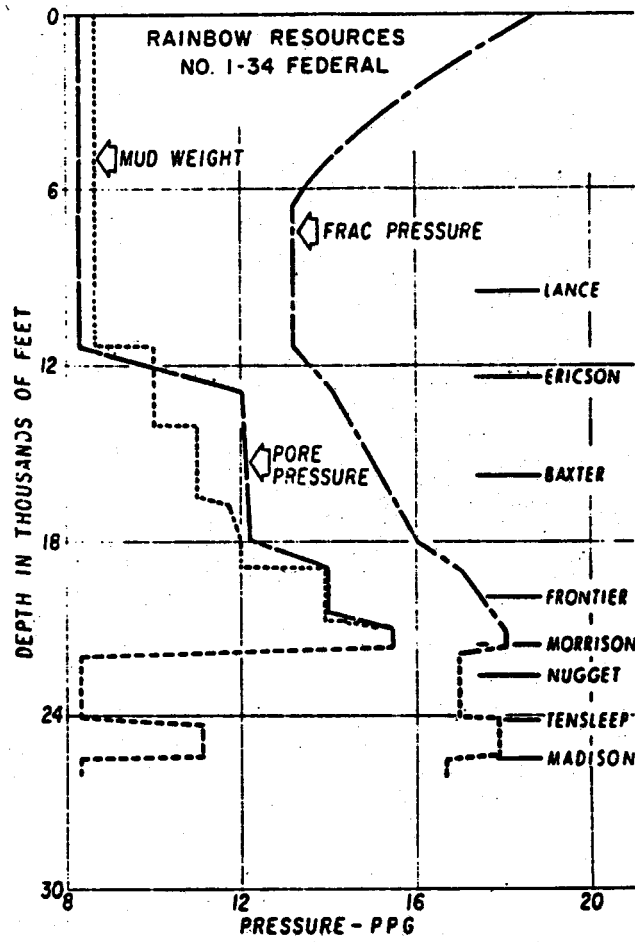 RAINBOW RESOURCES
NO. 1-34 FEDERAL
MUD WEIGHT
FRAC PRESSURE
PORE
PRESSURE
LANCE
ERICSON
BAXTER
FRONTIER
MORRISON
NUGGET
TENSLEEP
MADISON
DEPTH IN THOUSANDS OF FEET
0
6
12
18
24
30
8
12
16
20
PRESSURE - PPG